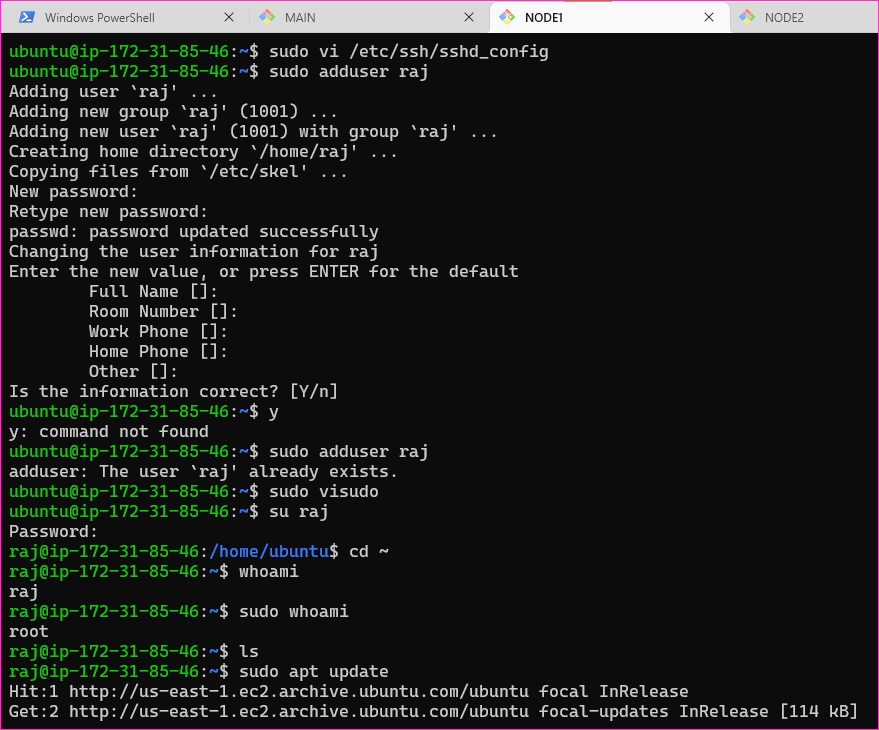 Windows PowerShell MAIN NODE1 NODE2
ubuntu@ip-172-31-85-46:~$ sudo vi /etc/ssh/sshd_config
ubuntu@ip-172-31-85-46:~$ sudo adduser raj
Adding user `raj' ...
Adding new group `raj' (1001) ...
Adding new user `raj' (1001) with group `raj' ...
Creating home directory `/home/raj' ...
Copying files from `/etc/skel' ...
New password:
Retype new password:
passwd: password updated successfully
Changing the user information for raj
Enter the new value, or press ENTER for the default
        Full Name []:
        Room Number []:
        Work Phone []:
        Home Phone []:
        Other []:
Is the information correct? [Y/n]
ubuntu@ip-172-31-85-46:~$ y
y: command not found
ubuntu@ip-172-31-85-46:~$ sudo adduser raj
adduser: The user `raj' already exists.
ubuntu@ip-172-31-85-46:~$ sudo visudo
ubuntu@ip-172-31-85-46:~$ su raj
Password:
raj@ip-172-31-85-46:/home/ubuntu$ cd ~
raj@ip-172-31-85-46:~$ whoami
raj
raj@ip-172-31-85-46:~$ sudo whoami
root
raj@ip-172-31-85-46:~$ ls
raj@ip-172-31-85-46:~$ sudo apt update
Hit:1 http://us-east-1.ec2.archive.ubuntu.com/ubuntu focal InRelease
Get:2 http://us-east-1.ec2.archive.ubuntu.com/ubuntu focal-updates InRelease [114 kB]